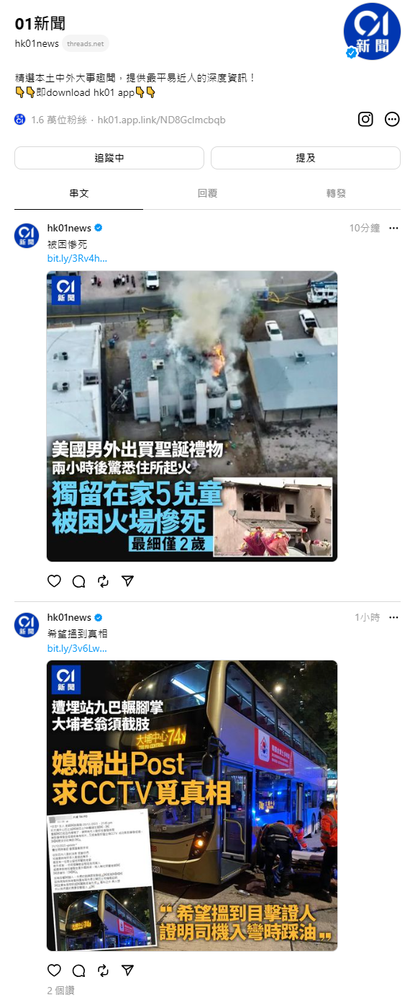 01新聞
hk01news threads.net
01
新聞
精選本土中外大事趣聞，提供最平易近人的深度資訊！
👇👇即download hk01 app👇👇
1.6 萬位粉絲 · hk01.app.link/ND8Gclmcbqb
追蹤中
提及
串文
回覆
轉發
hk01news
10分鐘
被困慘死
bit.ly/3Rv4h...
01
新聞
美國男外出買聖誕禮物
兩小時後驚悉住所起火
獨留在家5兒童
被困火場慘死
最細僅2歲
hk01news
1小時
希望搵到真相
bit.ly/3v6Lw...
01
新聞
遭埋站九巴輾腳掌
大埔老翁須截肢
大埔中心 74X
媳婦出Post
求CCTV覓真相
“希望搵到目擊證人
證明司機入彎時踩油”
2 個讚